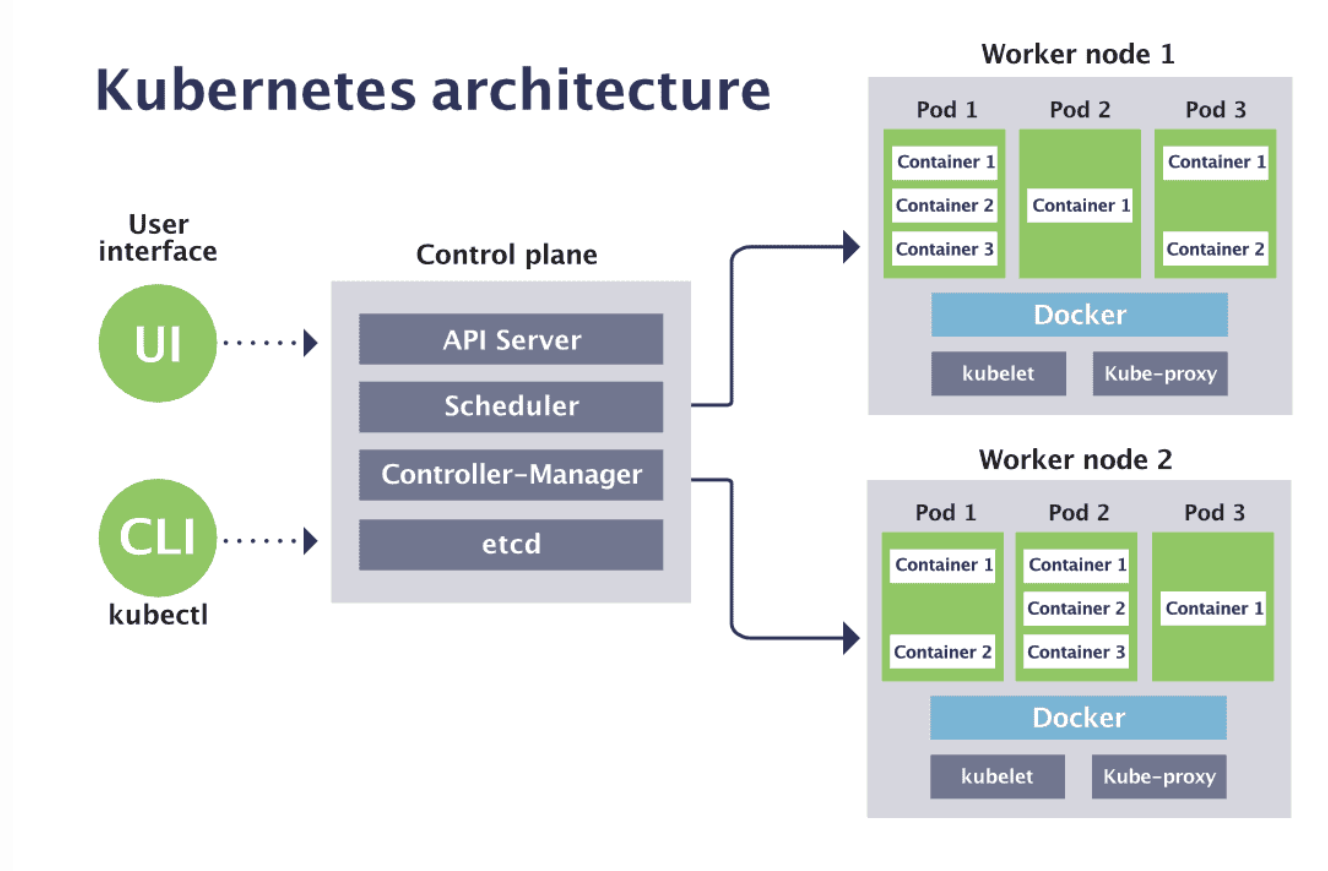 Kubernetes architecture
User
interface
UI
CLI
kubectl
Control plane
API Server
Scheduler
Controller-Manager
etcd
Worker node 1
Pod 1
Pod 2
Pod 3
Container 1
Container 2
Container 3
Container 1
Container 1
Container 2
Docker
kubelet
Kube-proxy
Worker node 2
Pod 1
Pod 2
Pod 3
Container 1
Container 2
Container 1
Container 2
Container 3
Container 1
Docker
kubelet
Kube-proxy